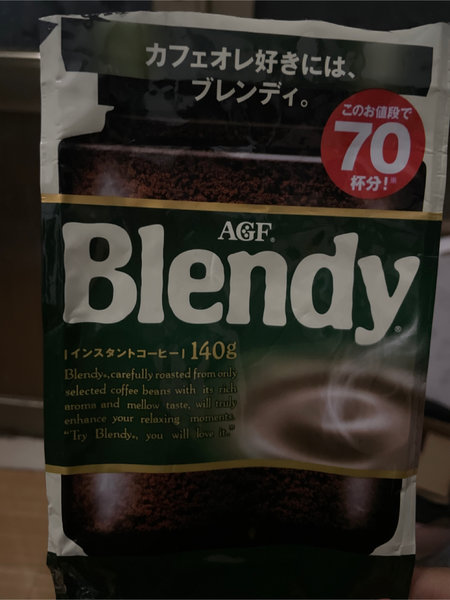 カフェオレ好きには、
ブレンディ。
このお値段で
70
杯分!※
AGF®
Blendy®
インスタントコーヒー 140g
Blendy®, carefully roasted from only
selected coffee beans with its rich
aroma and mellow taste, will truly
enhance your relaxing moments.
"Try Blendy®, you will love it."